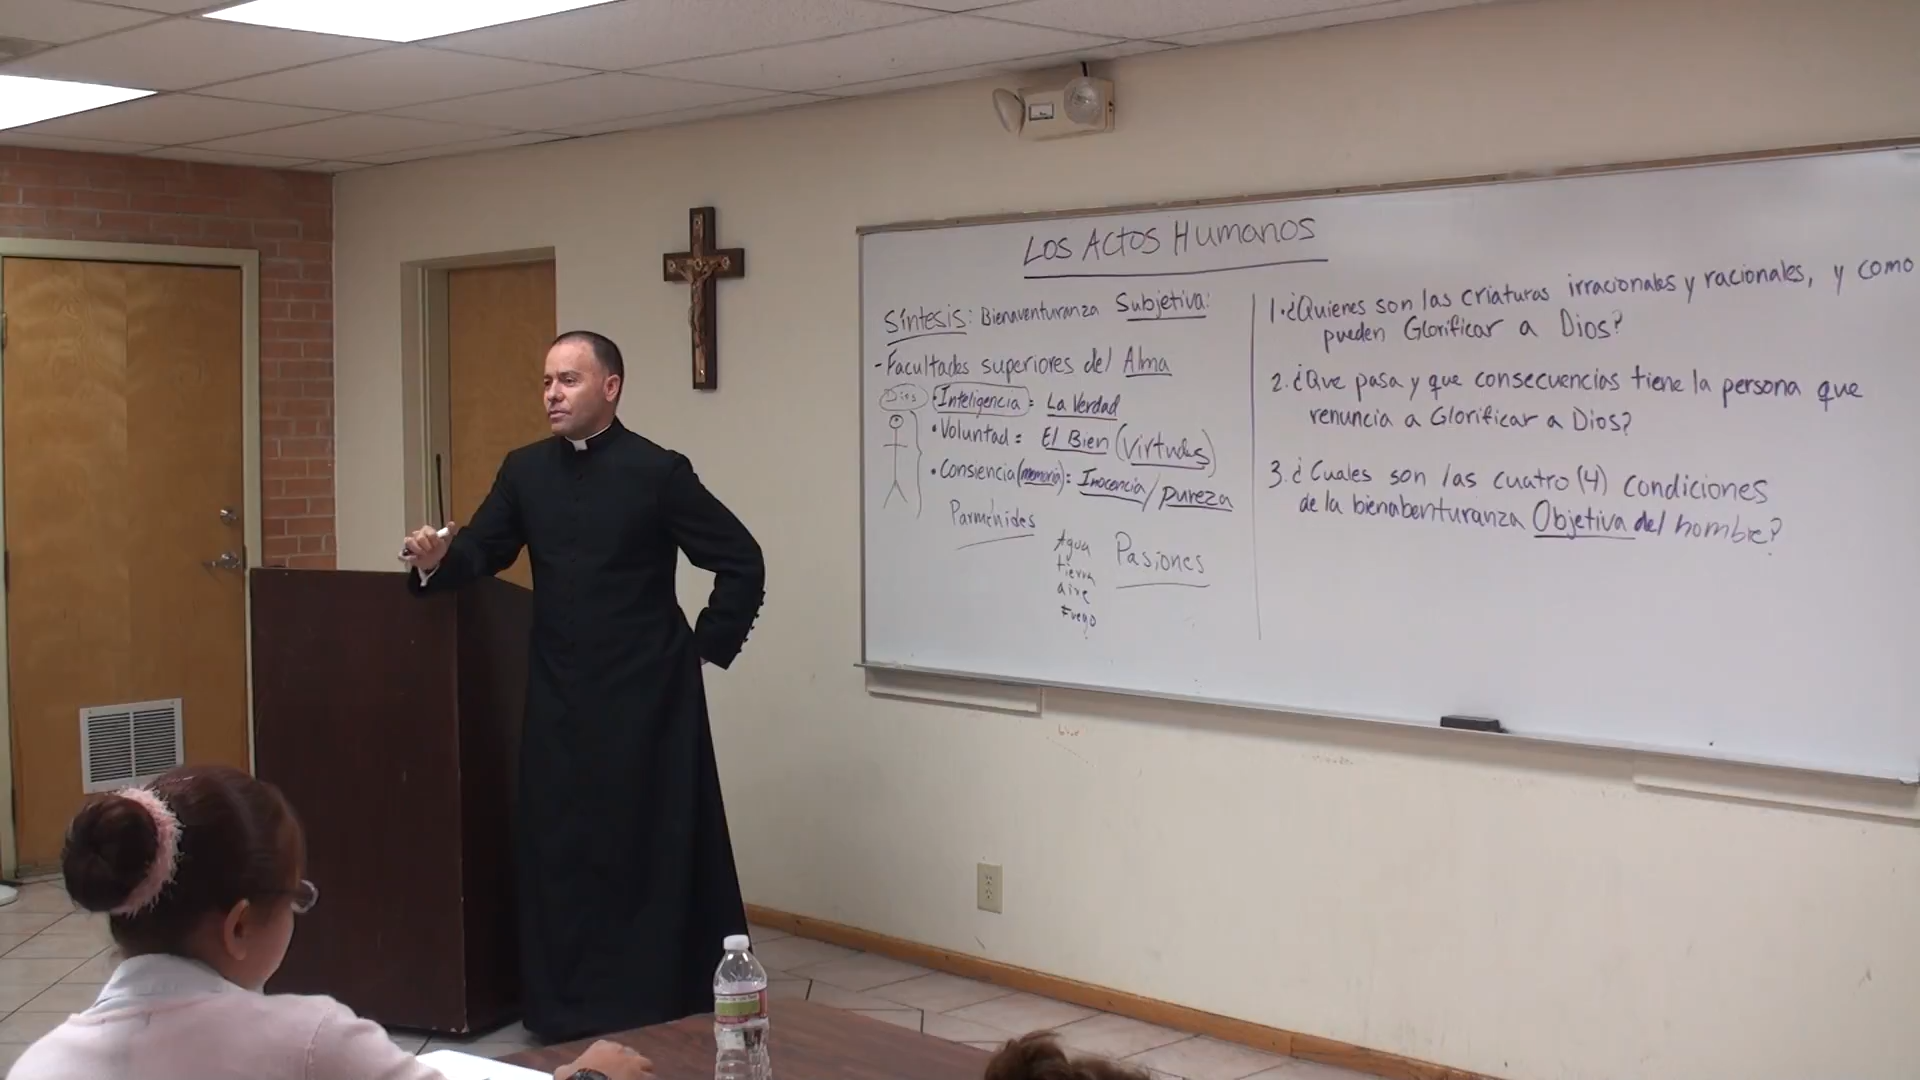 Los Actos Humanos
Síntesis: Bienaventuranza Subjetiva:
- Facultades superiores del Alma
Dios
• Inteligencia = La Verdad
• Voluntad = El Bien (Virtudes)
• Consiencia (memoria) = Inocencia / pureza
Parménides
Agua
tierra
aire
Fuego
Pasiones
1. ¿Quienes son las criaturas irracionales y racionales, y como
pueden Glorificar a Dios?
2. ¿Que pasa y que consecuencias tiene la persona que
renuncia a Glorificar a Dios?
3. ¿Cuales son las cuatro (4) condiciones
de la bienabenturanza Objetiva del hombre?